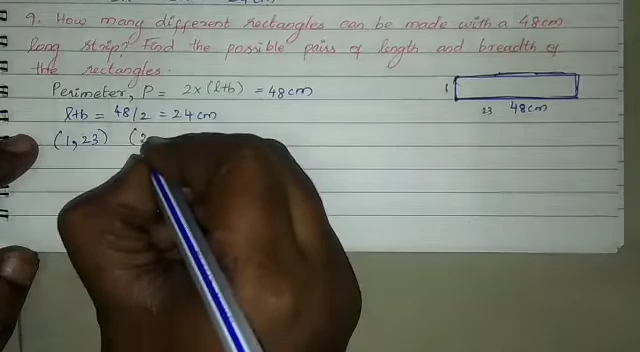 9. How many different rectangles can be made with a 48cm
long strip? Find the possible pairs of length and breadth of
the rectangles.
Perimeter, P = 2x(l+b) = 48cm
l+b = 48/2 = 24cm
(1,23) (2
1
23 48cm